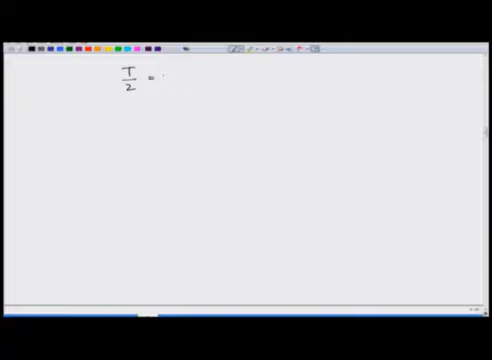 T/2 =